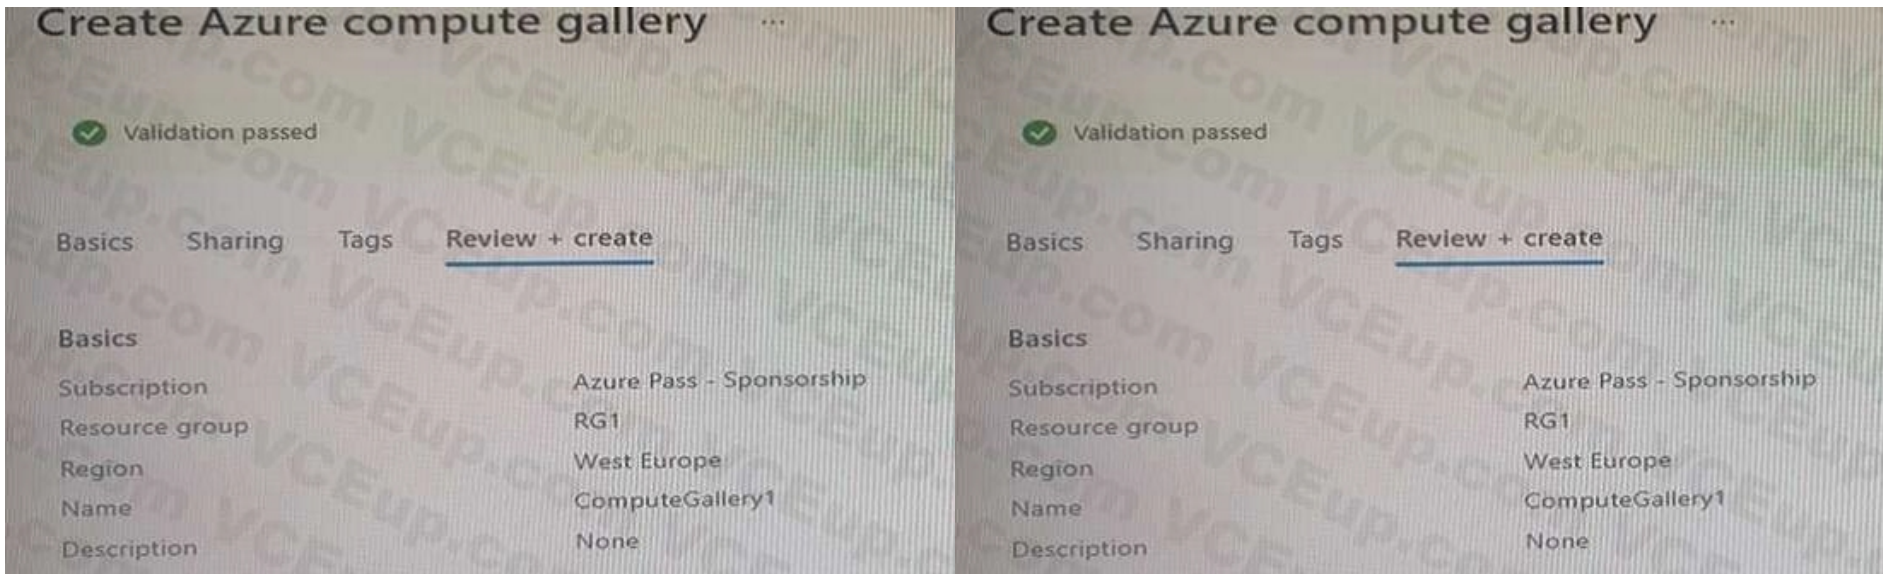 Create Azure compute gallery ...
Validation passed
Basics Sharing Tags Review + create
Basics
Subscription Azure Pass - Sponsorship
Resource group RG1
Region West Europe
Name ComputeGallery1
Description None
Create Azure compute gallery ...
Validation passed
Basics Sharing Tags Review + create
Basics
Subscription Azure Pass - Sponsorship
Resource group RG1
Region West Europe
Name ComputeGallery1
Description None
VCEup.com